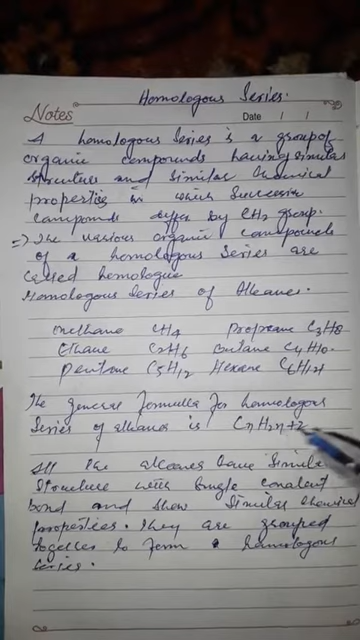 Homologous Series.
Notes
Date / /
A homologous Series is a group of
organic compounds having similar
structures and similar chemical
properties in which Successive
compounds differ by CH2 group.
=) The various organic compounds
of a homologous Series are
called homologue
Homologous Series of Alkanes.
Methane CH4 Propane C3H8
Ethane C2H6 Butane C4H10
Pentane C5H12 Hexane C6H14
The general formulla for homologous
Series of alkanes is CnH2n+2
All the alkanes have Similar
Structure with Single covalent
bond and show Similar chemical
properties. They are grouped
together to form a homologous
Series.